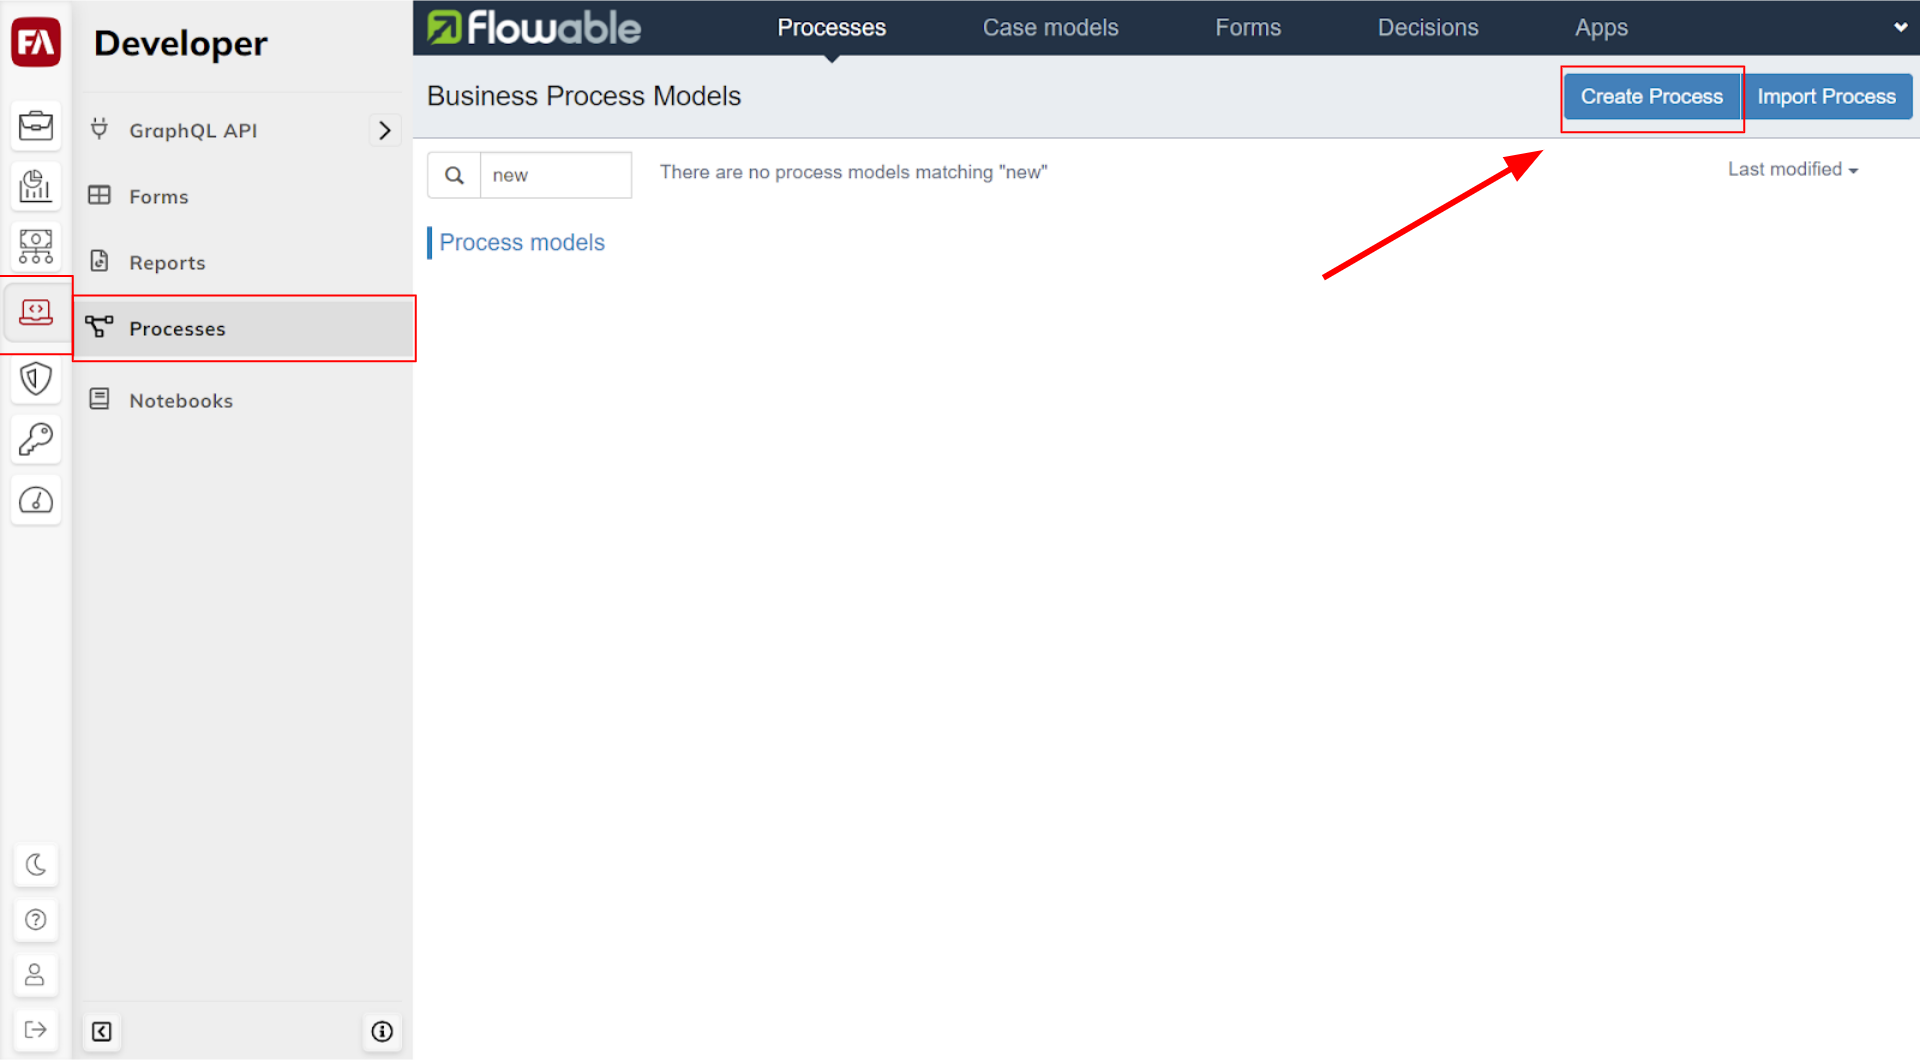 FA
Developer
GraphQL API
Forms
Reports
Processes
Notebooks
Flowable
Processes
Case models
Forms
Decisions
Apps
Business Process Models
Create Process
Import Process
new
There are no process models matching "new"
Last modified
Process models